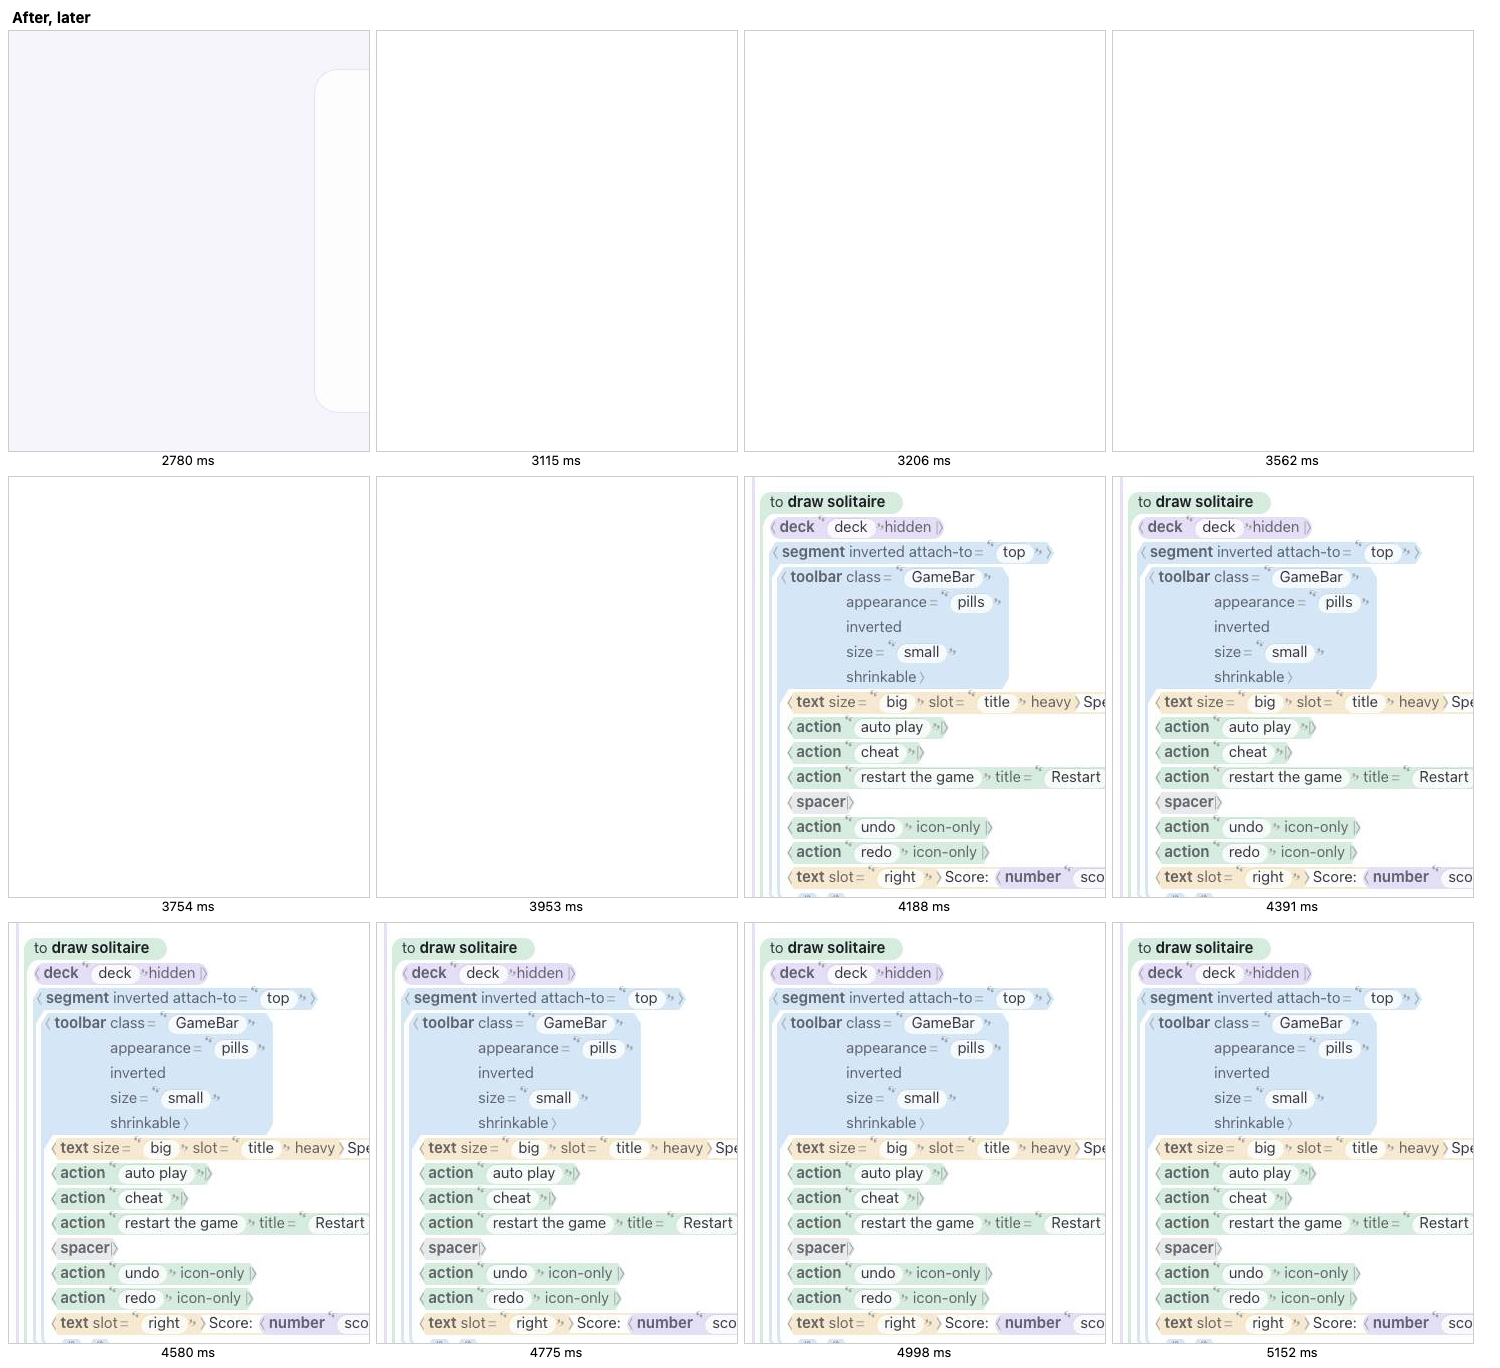 After, later
2780 ms
3115 ms
3206 ms
3562 ms
3754 ms
3953 ms
to draw solitaire
〈deck “deck” hidden |〉
〈segment inverted attach-to= “top” 〉
〈toolbar class= “GameBar”
appearance= “pills”
inverted
size= “small”
shrinkable 〉
〈text size= “big” slot= “title” heavy 〉 Spe
〈action “auto play” |〉
〈action “cheat” |〉
〈action “restart the game” title= “Restart
〈spacer|〉
〈action “undo” icon-only |〉
〈action “redo” icon-only |〉
〈text slot= “right” 〉 Score: 〈number “sco
4188 ms
to draw solitaire
〈deck “deck” hidden |〉
〈segment inverted attach-to= “top” 〉
〈toolbar class= “GameBar”
appearance= “pills”
inverted
size= “small”
shrinkable 〉
〈text size= “big” slot= “title” heavy 〉 Spe
〈action “auto play” |〉
〈action “cheat” |〉
〈action “restart the game” title= “Restart
〈spacer|〉
〈action “undo” icon-only |〉
〈action “redo” icon-only |〉
〈text slot= “right” 〉 Score: 〈number “sco
4391 ms
to draw solitaire
〈deck “deck” hidden |〉
〈segment inverted attach-to= “top” 〉
〈toolbar class= “GameBar”
appearance= “pills”
inverted
size= “small”
shrinkable 〉
〈text size= “big” slot= “title” heavy 〉 Spe
〈action “auto play” |〉
〈action “cheat” |〉
〈action “restart the game” title= “Restart
〈spacer|〉
〈action “undo” icon-only |〉
〈action “redo” icon-only |〉
〈text slot= “right” 〉 Score: 〈number “sco
4580 ms
to draw solitaire
〈deck “deck” hidden |〉
〈segment inverted attach-to= “top” 〉
〈toolbar class= “GameBar”
appearance= “pills”
inverted
size= “small”
shrinkable 〉
〈text size= “big” slot= “title” heavy 〉 Spe
〈action “auto play” |〉
〈action “cheat” |〉
〈action “restart the game” title= “Restart
〈spacer|〉
〈action “undo” icon-only |〉
〈action “redo” icon-only |〉
〈text slot= “right” 〉 Score: 〈number “sco
4775 ms
to draw solitaire
〈deck “deck” hidden |〉
〈segment inverted attach-to= “top” 〉
〈toolbar class= “GameBar”
appearance= “pills”
inverted
size= “small”
shrinkable 〉
〈text size= “big” slot= “title” heavy 〉 Spe
〈action “auto play” |〉
〈action “cheat” |〉
〈action “restart the game” title= “Restart
〈spacer|〉
〈action “undo” icon-only |〉
〈action “redo” icon-only |〉
〈text slot= “right” 〉 Score: 〈number “sco
4998 ms
to draw solitaire
〈deck “deck” hidden |〉
〈segment inverted attach-to= “top” 〉
〈toolbar class= “GameBar”
appearance= “pills”
inverted
size= “small”
shrinkable 〉
〈text size= “big” slot= “title” heavy 〉 Spe
〈action “auto play” |〉
〈action “cheat” |〉
〈action “restart the game” title= “Restart
〈spacer|〉
〈action “undo” icon-only |〉
〈action “redo” icon-only |〉
〈text slot= “right” 〉 Score: 〈number “sco
5152 ms